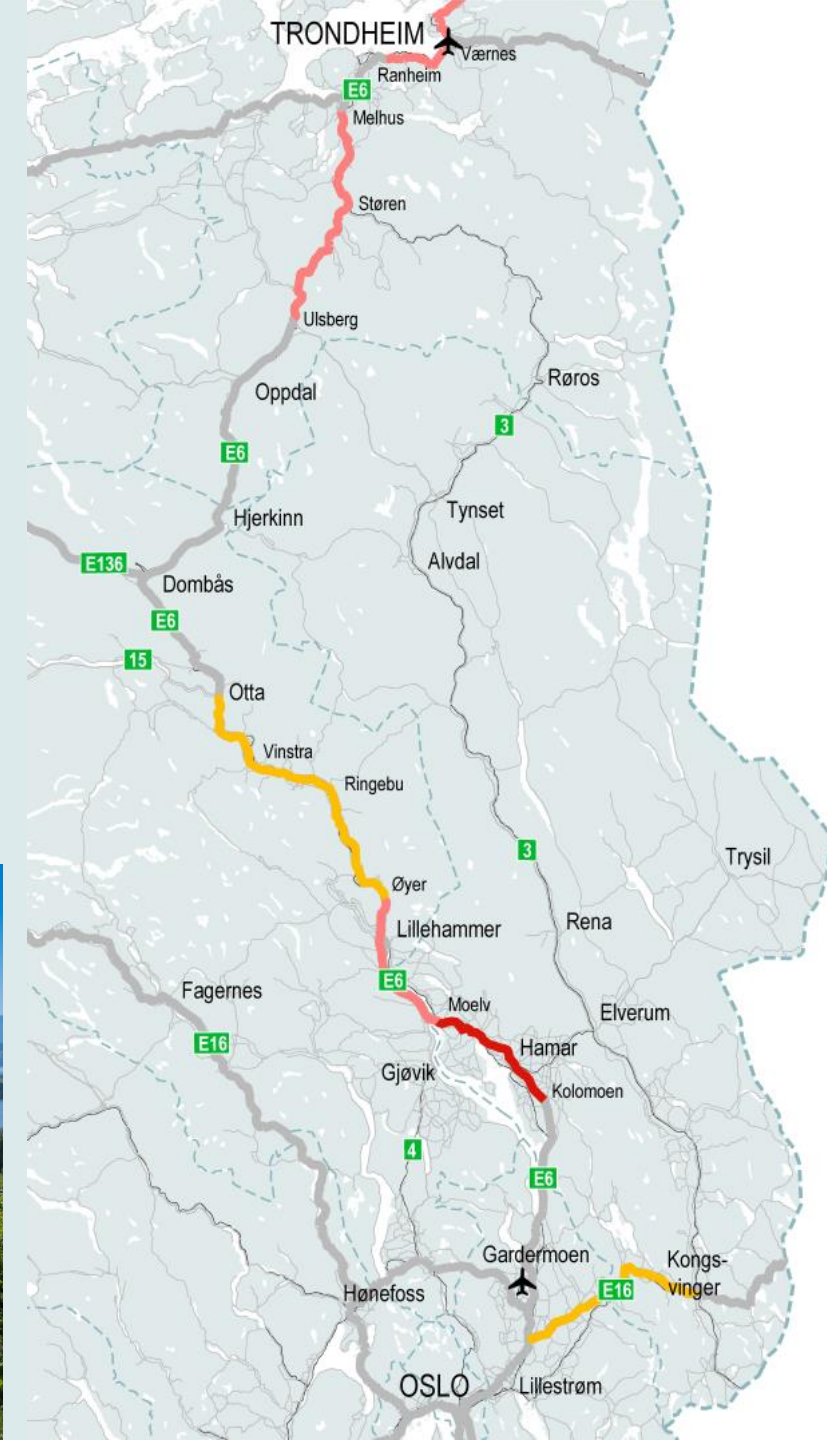 TRONDHEIM
Værnes
Ranheim
E6
Melhus
Støren
Ulsberg
Røros
Oppdal
3
E6
Tynset
Hjerkinn
Alvdal
E136
Dombås
E6
15
Otta
Vinstra
Ringebu
3
Trysil
Øyer
Rena
Lillehammer
E6
Fagernes
Moelv
Elverum
E16
Hamar
Gjøvik
Kolomoen
4
E6
Gardermoen
Kongs-
vinger
E16
Hønefoss
OSLO
Lillestrøm